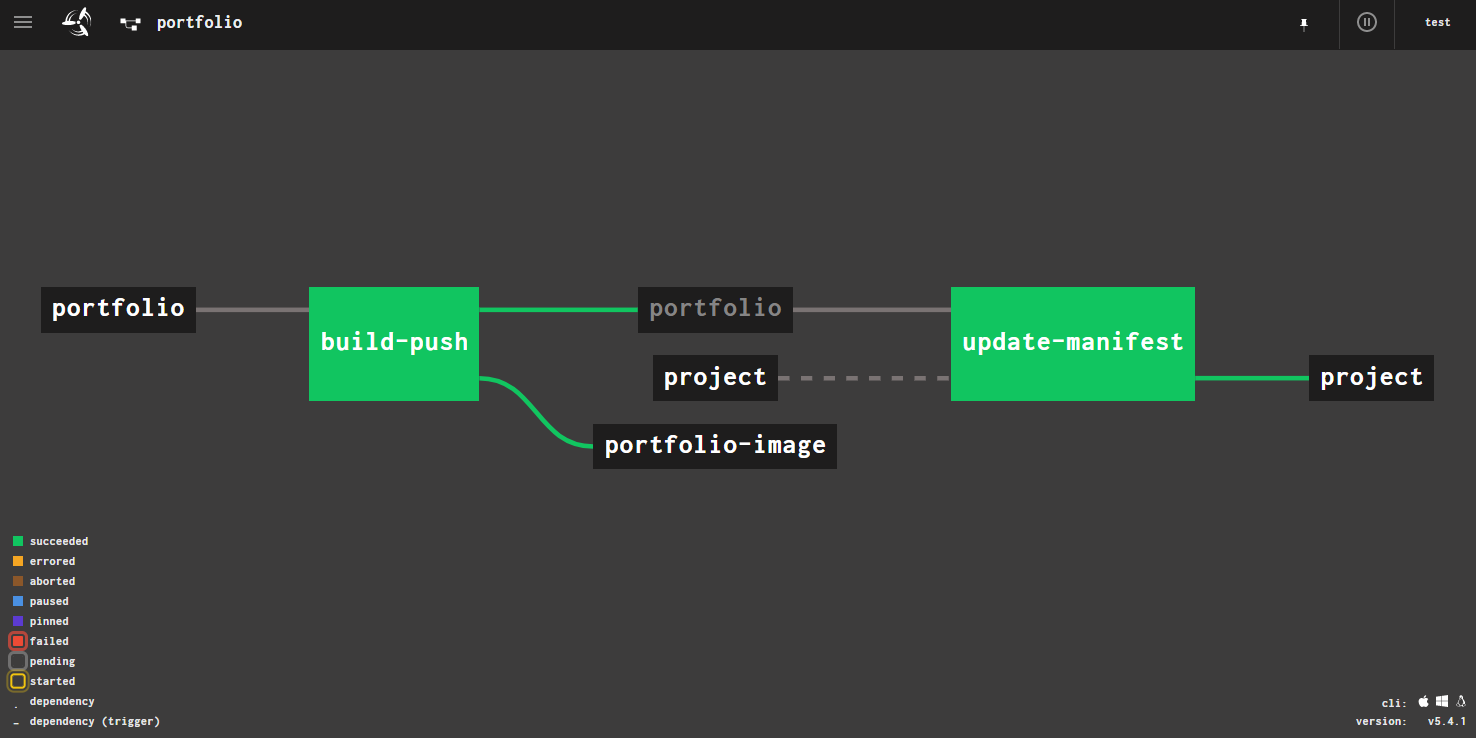 portfolio
test
portfolio
build-push
portfolio
project
portfolio-image
update-manifest
project
succeeded
errored
aborted
paused
pinned
failed
pending
started
dependency
dependency (trigger)
cli:
version: v5.4.1